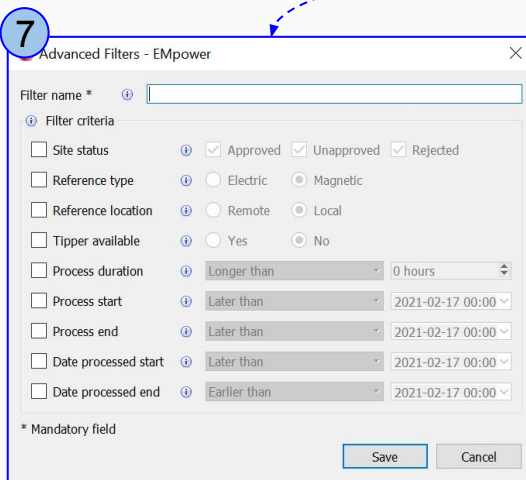 7
Advanced Filters - EMpower
Filter name *
Filter criteria
Site status Approved Unapproved Rejected
Reference type Electric Magnetic
Reference location Remote Local
Tipper available Yes No
Process duration Longer than 0 hours
Process start Later than 2021-02-17 00:00
Process end Later than 2021-02-17 00:00
Date processed start Later than 2021-02-17 00:00
Date processed end Earlier than 2021-02-17 00:00
* Mandatory field
Save Cancel